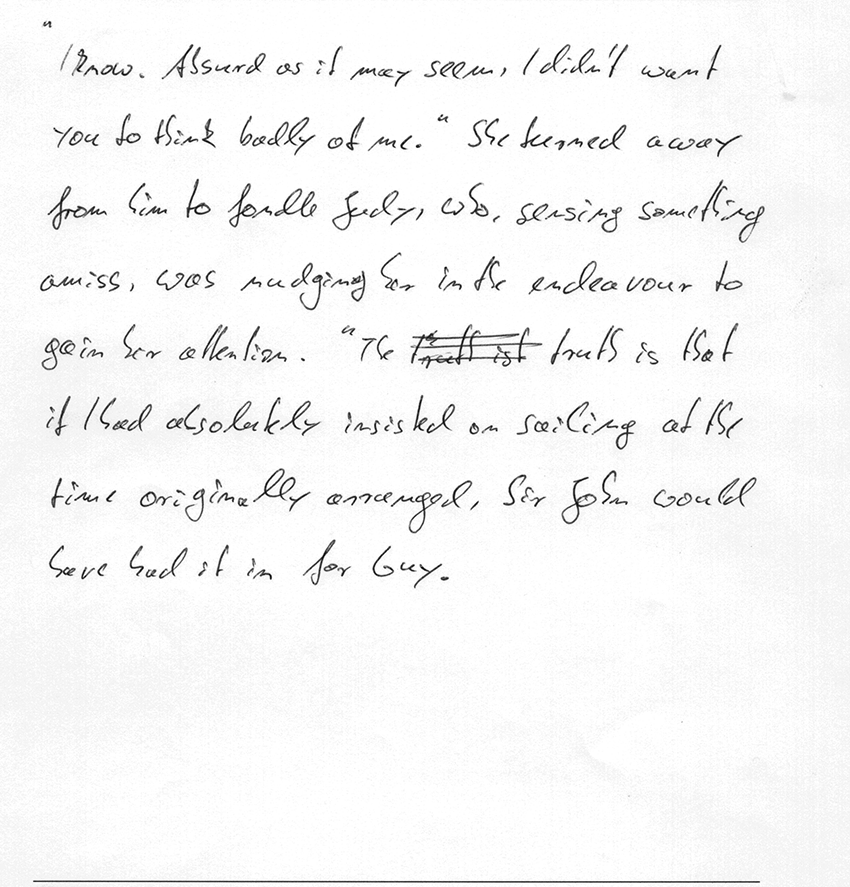 "
I know. Absurd as it may seem, I didn't want
you to think badly of me." She turned away
from him to fondle Judy, who, sensing something
amiss, was nudging her in the endeavour to
gain her attention. "The truth is that
if I had absolutely insisted on sailing at the
time originally arranged, Sir John would
have had it in for Guy.